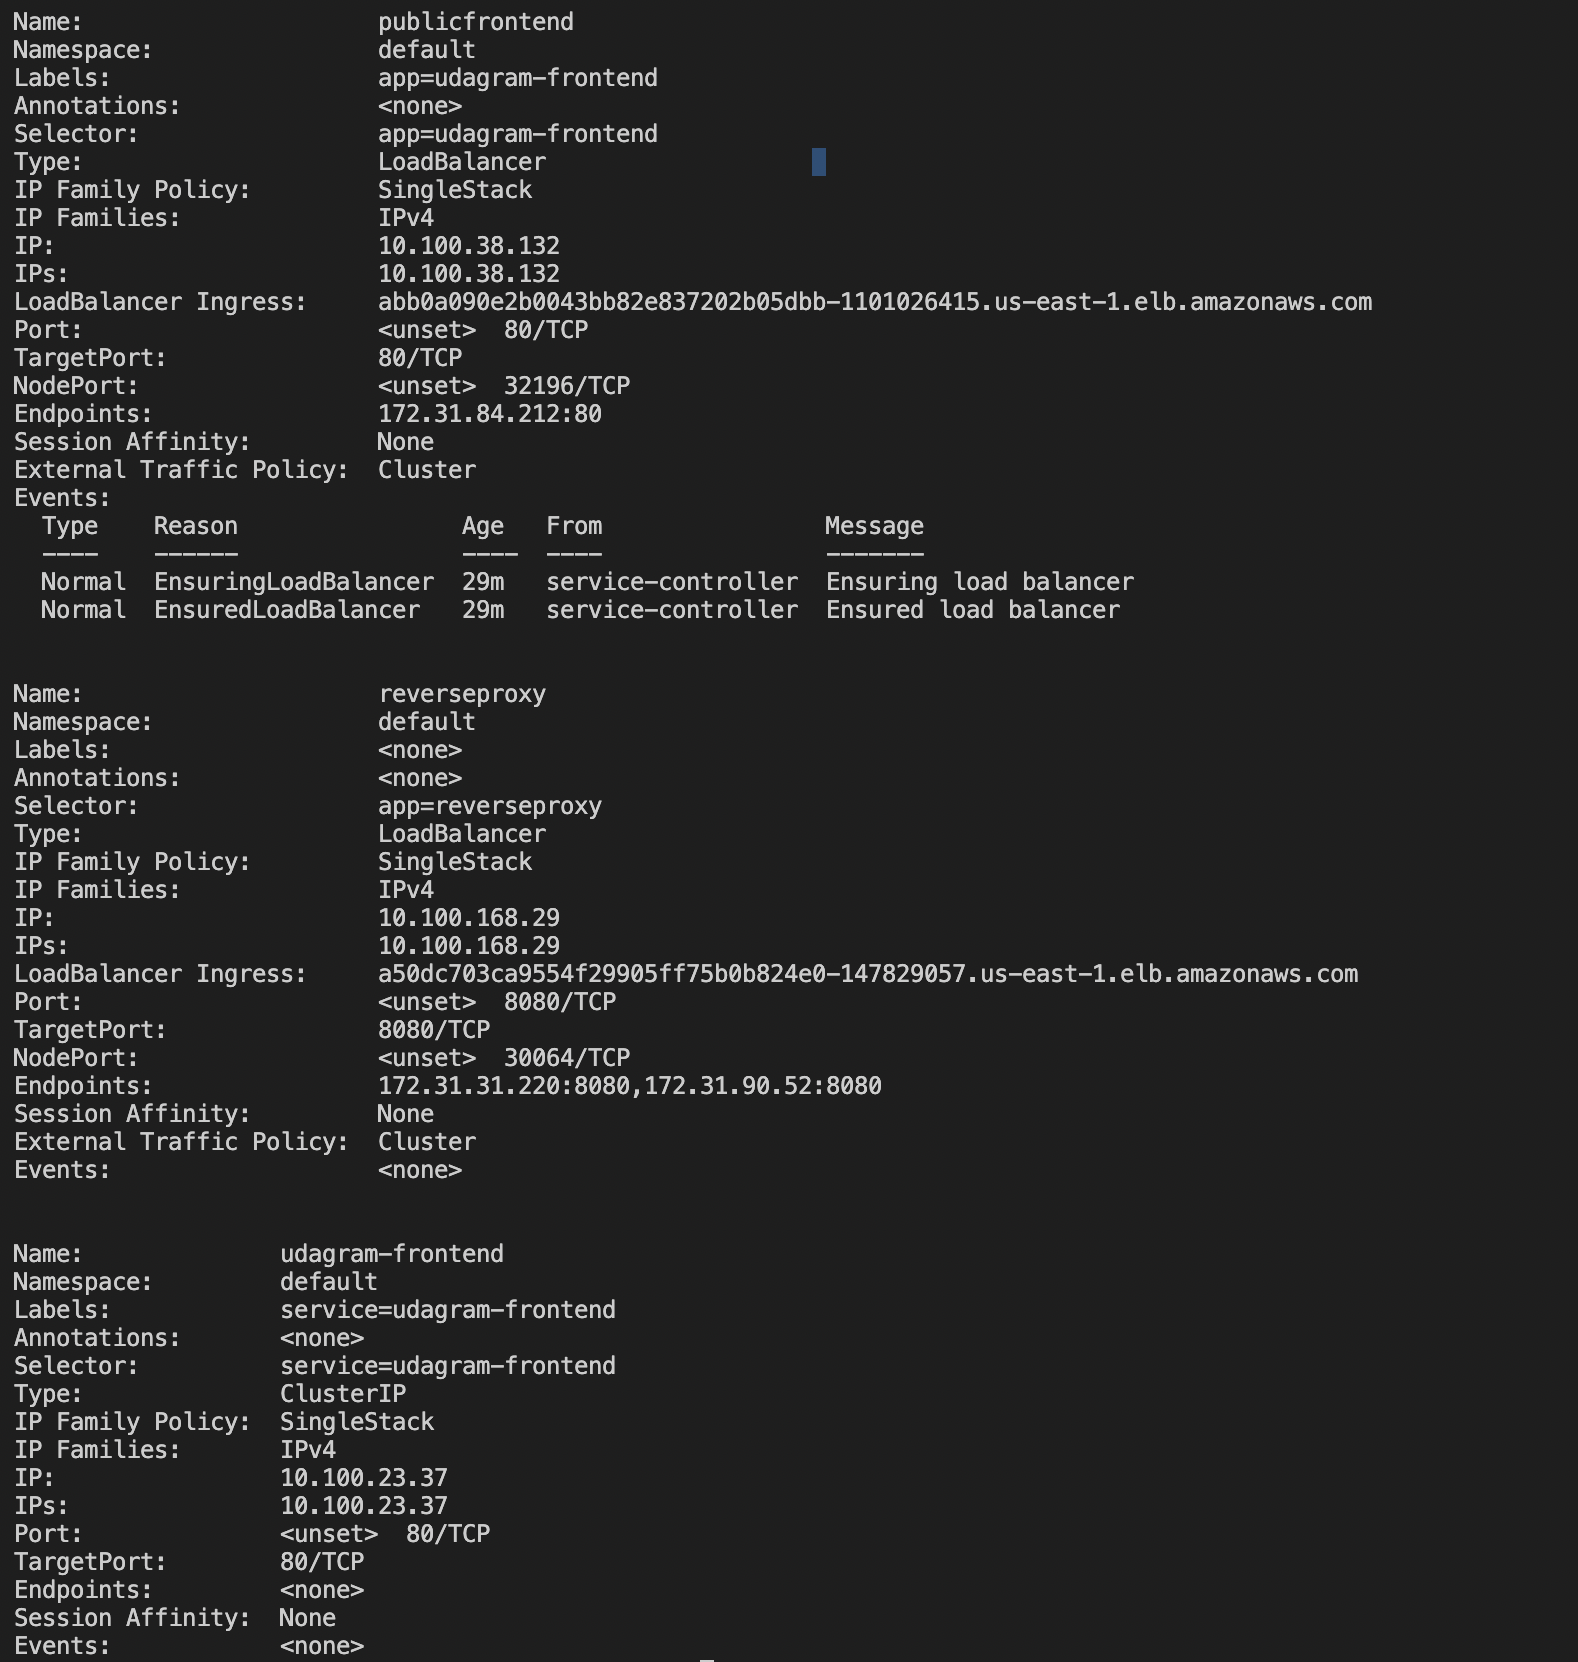 Name:                     publicfrontend
Namespace:                default
Labels:                   app=udagram-frontend
Annotations:              <none>
Selector:                 app=udagram-frontend
Type:                     LoadBalancer
IP Family Policy:         SingleStack
IP Families:              IPv4
IP:                       10.100.38.132
IPs:                      10.100.38.132
LoadBalancer Ingress:     abb0a090e2b0043bb82e837202b05dbb-1101026415.us-east-1.elb.amazonaws.com
Port:                     <unset>  80/TCP
TargetPort:               80/TCP
NodePort:                 <unset>  32196/TCP
Endpoints:                172.31.84.212:80
Session Affinity:         None
External Traffic Policy:  Cluster
Events:
  Type    Reason                Age   From                Message
  ----    ------                ----  ----                -------
  Normal  EnsuringLoadBalancer  29m   service-controller  Ensuring load balancer
  Normal  EnsuredLoadBalancer   29m   service-controller  Ensured load balancer
Name:                     reverseproxy
Namespace:                default
Labels:                   <none>
Annotations:              <none>
Selector:                 app=reverseproxy
Type:                     LoadBalancer
IP Family Policy:         SingleStack
IP Families:              IPv4
IP:                       10.100.168.29
IPs:                      10.100.168.29
LoadBalancer Ingress:     a50dc703ca9554f29905ff75b0b824e0-147829057.us-east-1.elb.amazonaws.com
Port:                     <unset>  8080/TCP
TargetPort:               8080/TCP
NodePort:                 <unset>  30064/TCP
Endpoints:                172.31.31.220:8080,172.31.90.52:8080
Session Affinity:         None
External Traffic Policy:  Cluster
Events:                   <none>
Name:              udagram-frontend
Namespace:         default
Labels:            service=udagram-frontend
Annotations:       <none>
Selector:          service=udagram-frontend
Type:              ClusterIP
IP Family Policy:  SingleStack
IP Families:       IPv4
IP:                10.100.23.37
IPs:               10.100.23.37
Port:              <unset>  80/TCP
TargetPort:        80/TCP
Endpoints:         <none>
Session Affinity:  None
Events:            <none>